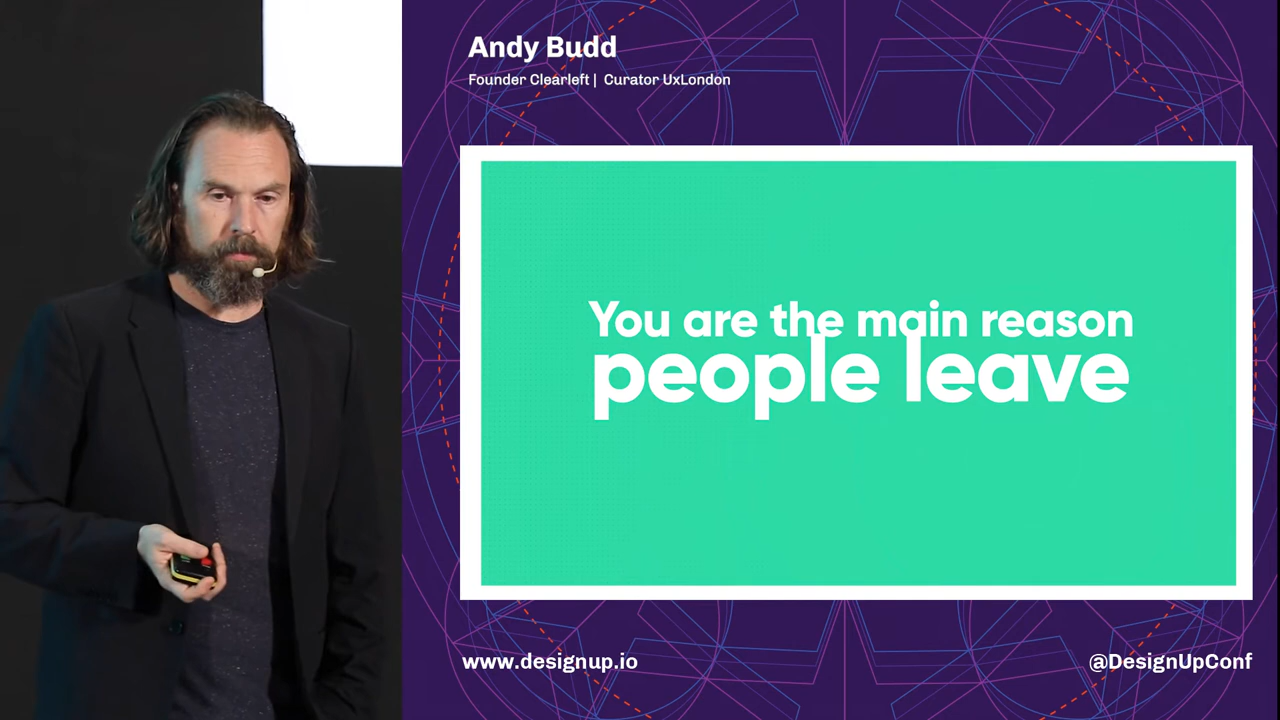 Andy Budd
Founder Clearleft | Curator UxLondon
You are the main reason
people leave
www.designup.io
@DesignUpConf